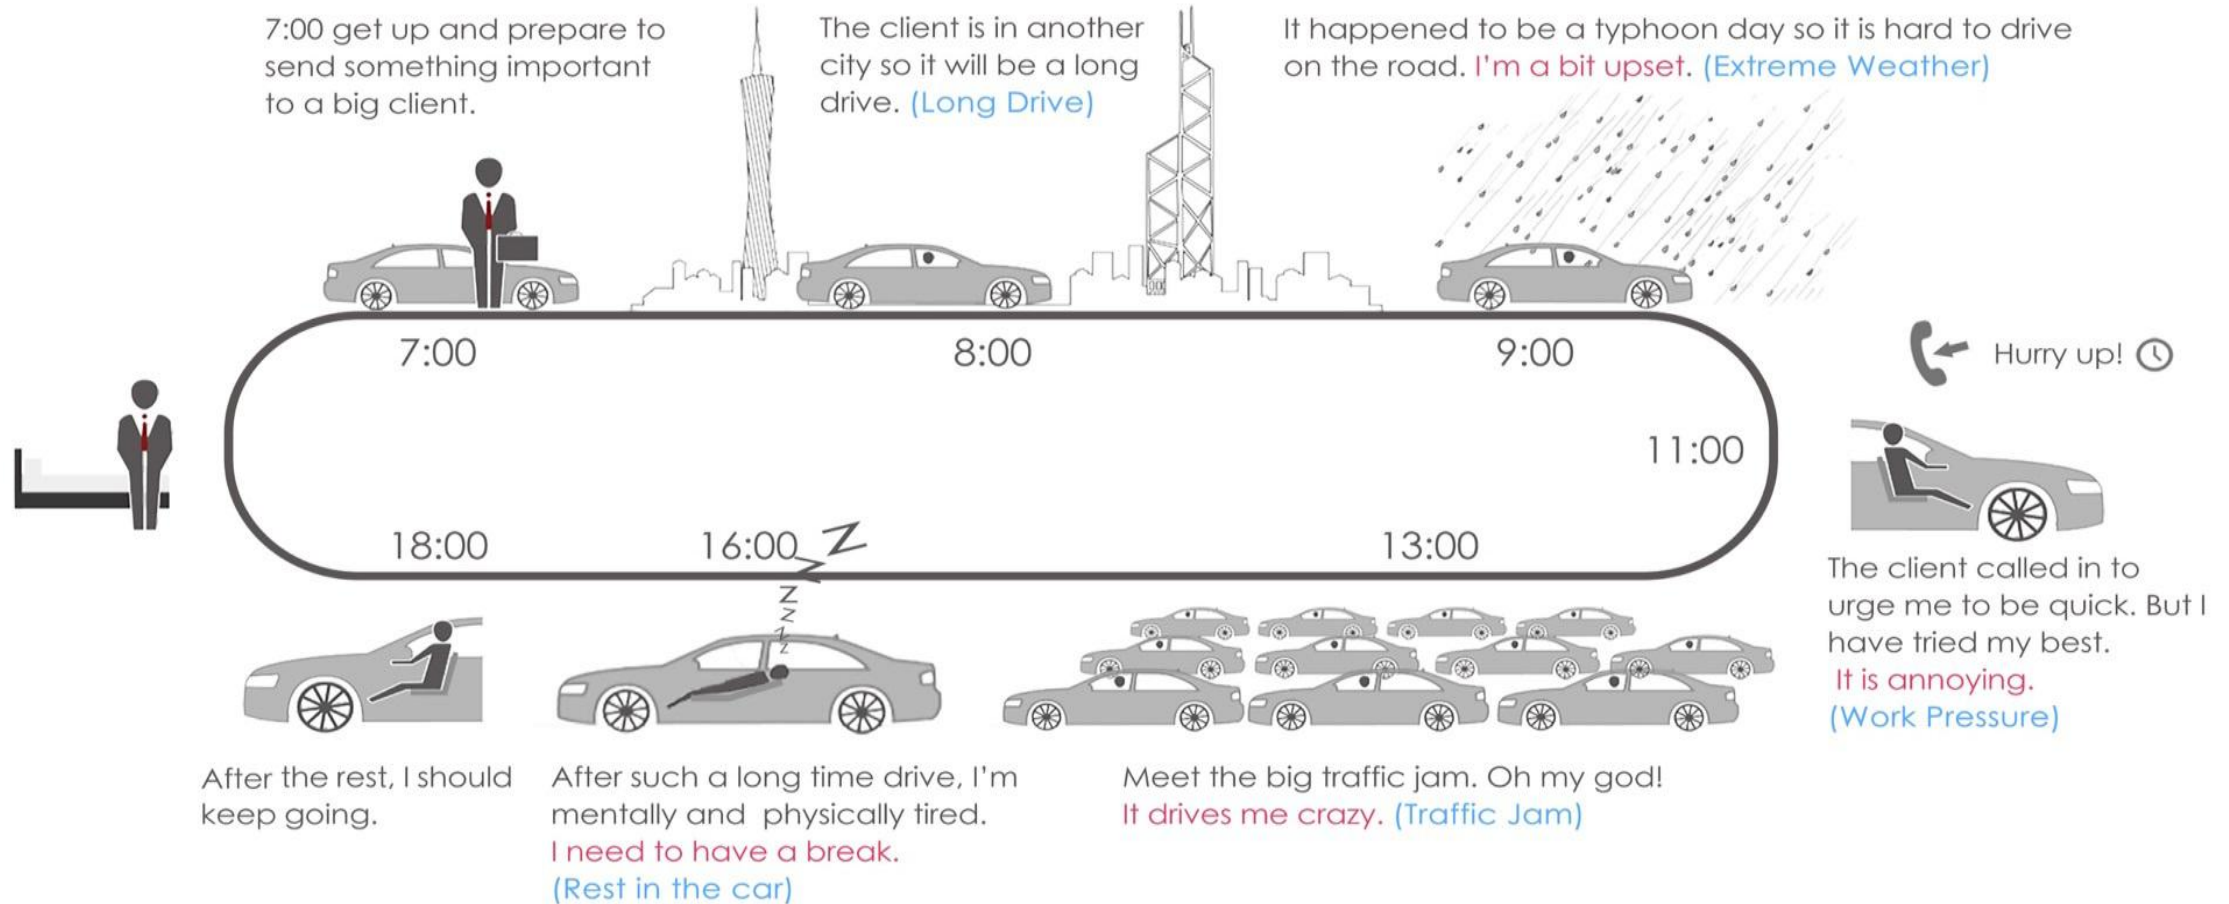 7:00 get up and prepare to
send something important
to a big client.
The client is in another
city so it will be a long
drive. (Long Drive)
It happened to be a typhoon day so it is hard to drive
on the road. I'm a bit upset. (Extreme Weather)
7:00
8:00
9:00
Hurry up!
11:00
The client called in to
urge me to be quick. But I
have tried my best.
It is annoying.
(Work Pressure)
13:00
Meet the big traffic jam. Oh my god!
It drives me crazy. (Traffic Jam)
16:00
Z Z Z Z Z Z
After such a long time drive, I'm
mentally and physically tired.
I need to have a break.
(Rest in the car)
18:00
After the rest, I should
keep going.